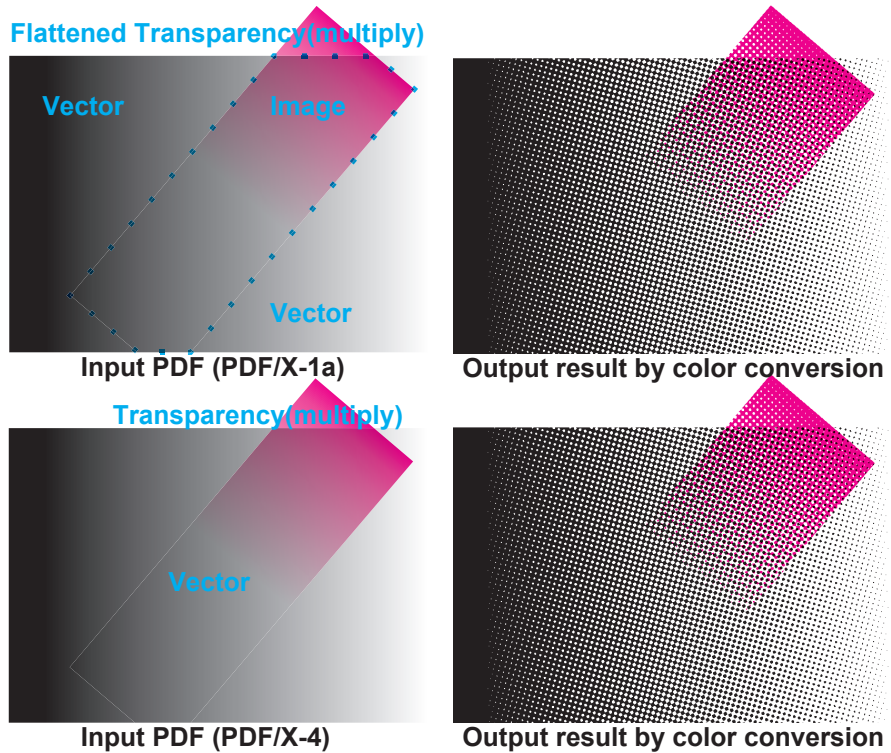 Flattened Transparency(multiply)
Vector
Image
Vector
Input PDF (PDF/X-1a)
Output result by color conversion
Transparency(multiply)
Vector
Input PDF (PDF/X-4)
Output result by color conversion